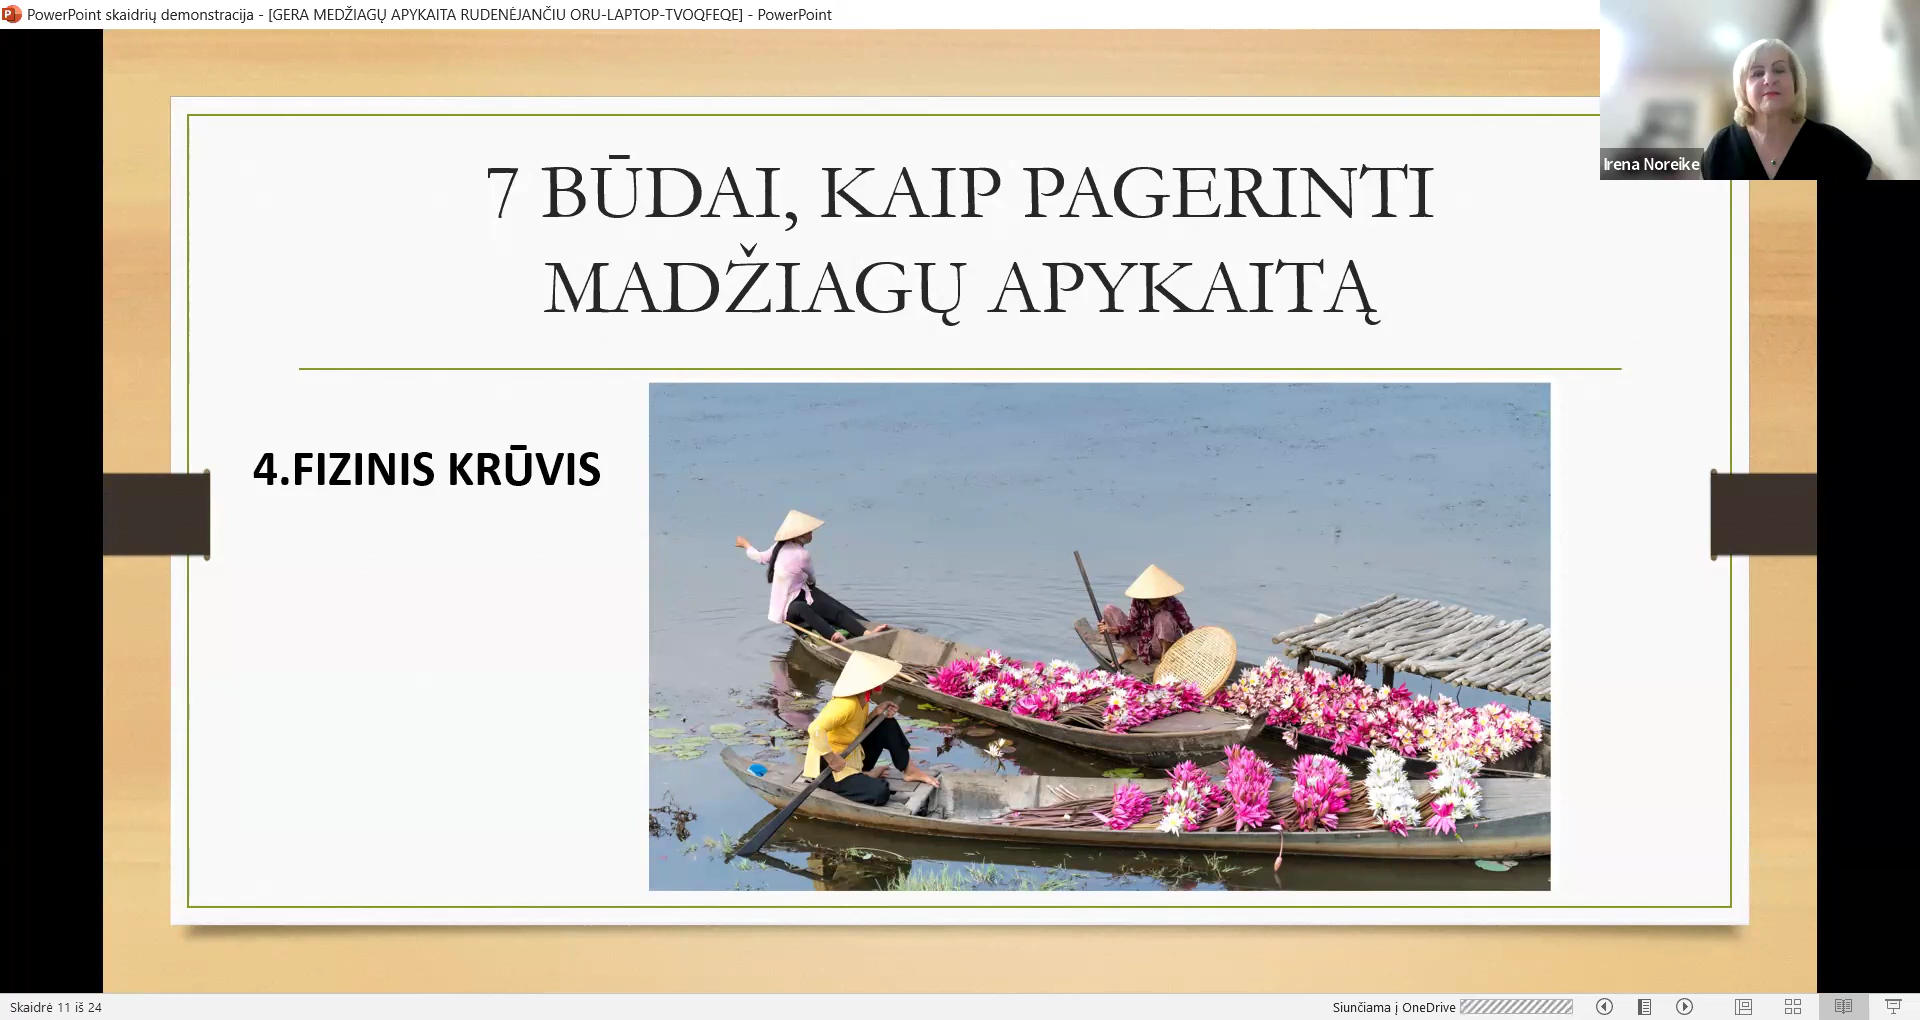 PowerPoint skaidrių demonstracija - [GERA MEDŽIAGŲ APYKAITA RUDENĖJANČIU ORU-LAPTOP-TVOQFEQE] - PowerPoint
Irena Noreike
7 BŪDAI, KAIP PAGERINTI
MADŽIAGŲ APYKAITĄ
4.FIZINIS KRŪVIS
Skaidrė 11 iš 24
Siunčiama į OneDrive